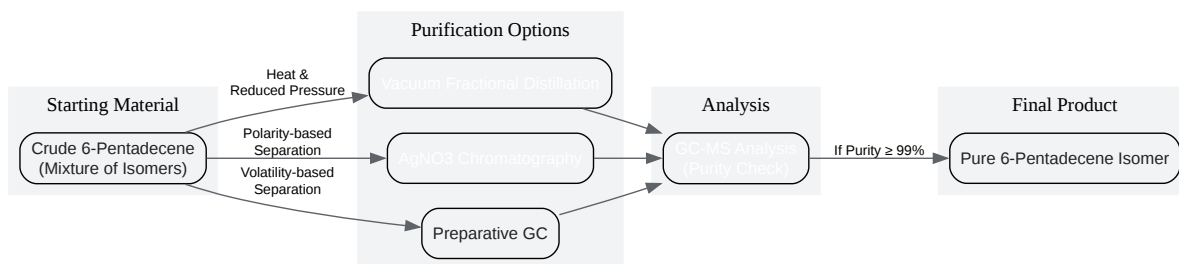 Purification Options
Starting Material
Analysis
Final Product
Heat &
Reduced Pressure
Vacuum Fractional Distillation
Crude 6-Pentadecene
(Mixture of Isomers)
Polarity-based
Separation
AgNO3 Chromatography
GC-MS Analysis
(Purity Check)
If Purity ≥ 99%
Pure 6-Pentadecene Isomer
Volatility-based
Separation
Preparative GC